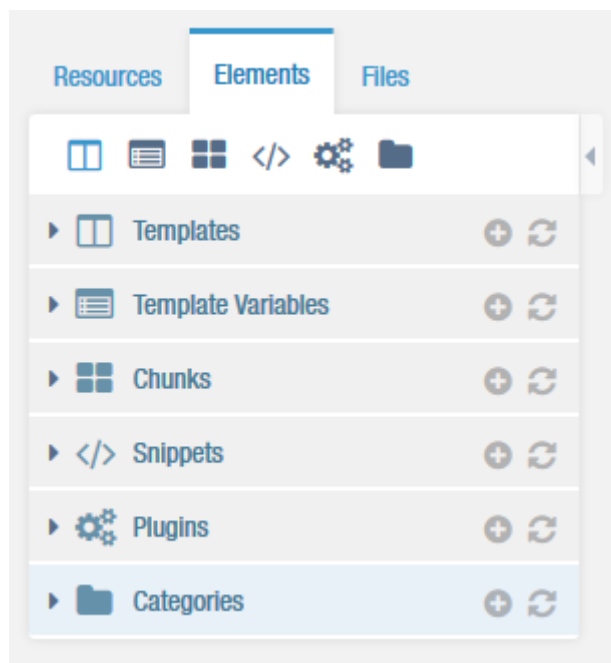 Resources Elements Files
Templates
Template Variables
Chunks
Snippets
Plugins
Categories